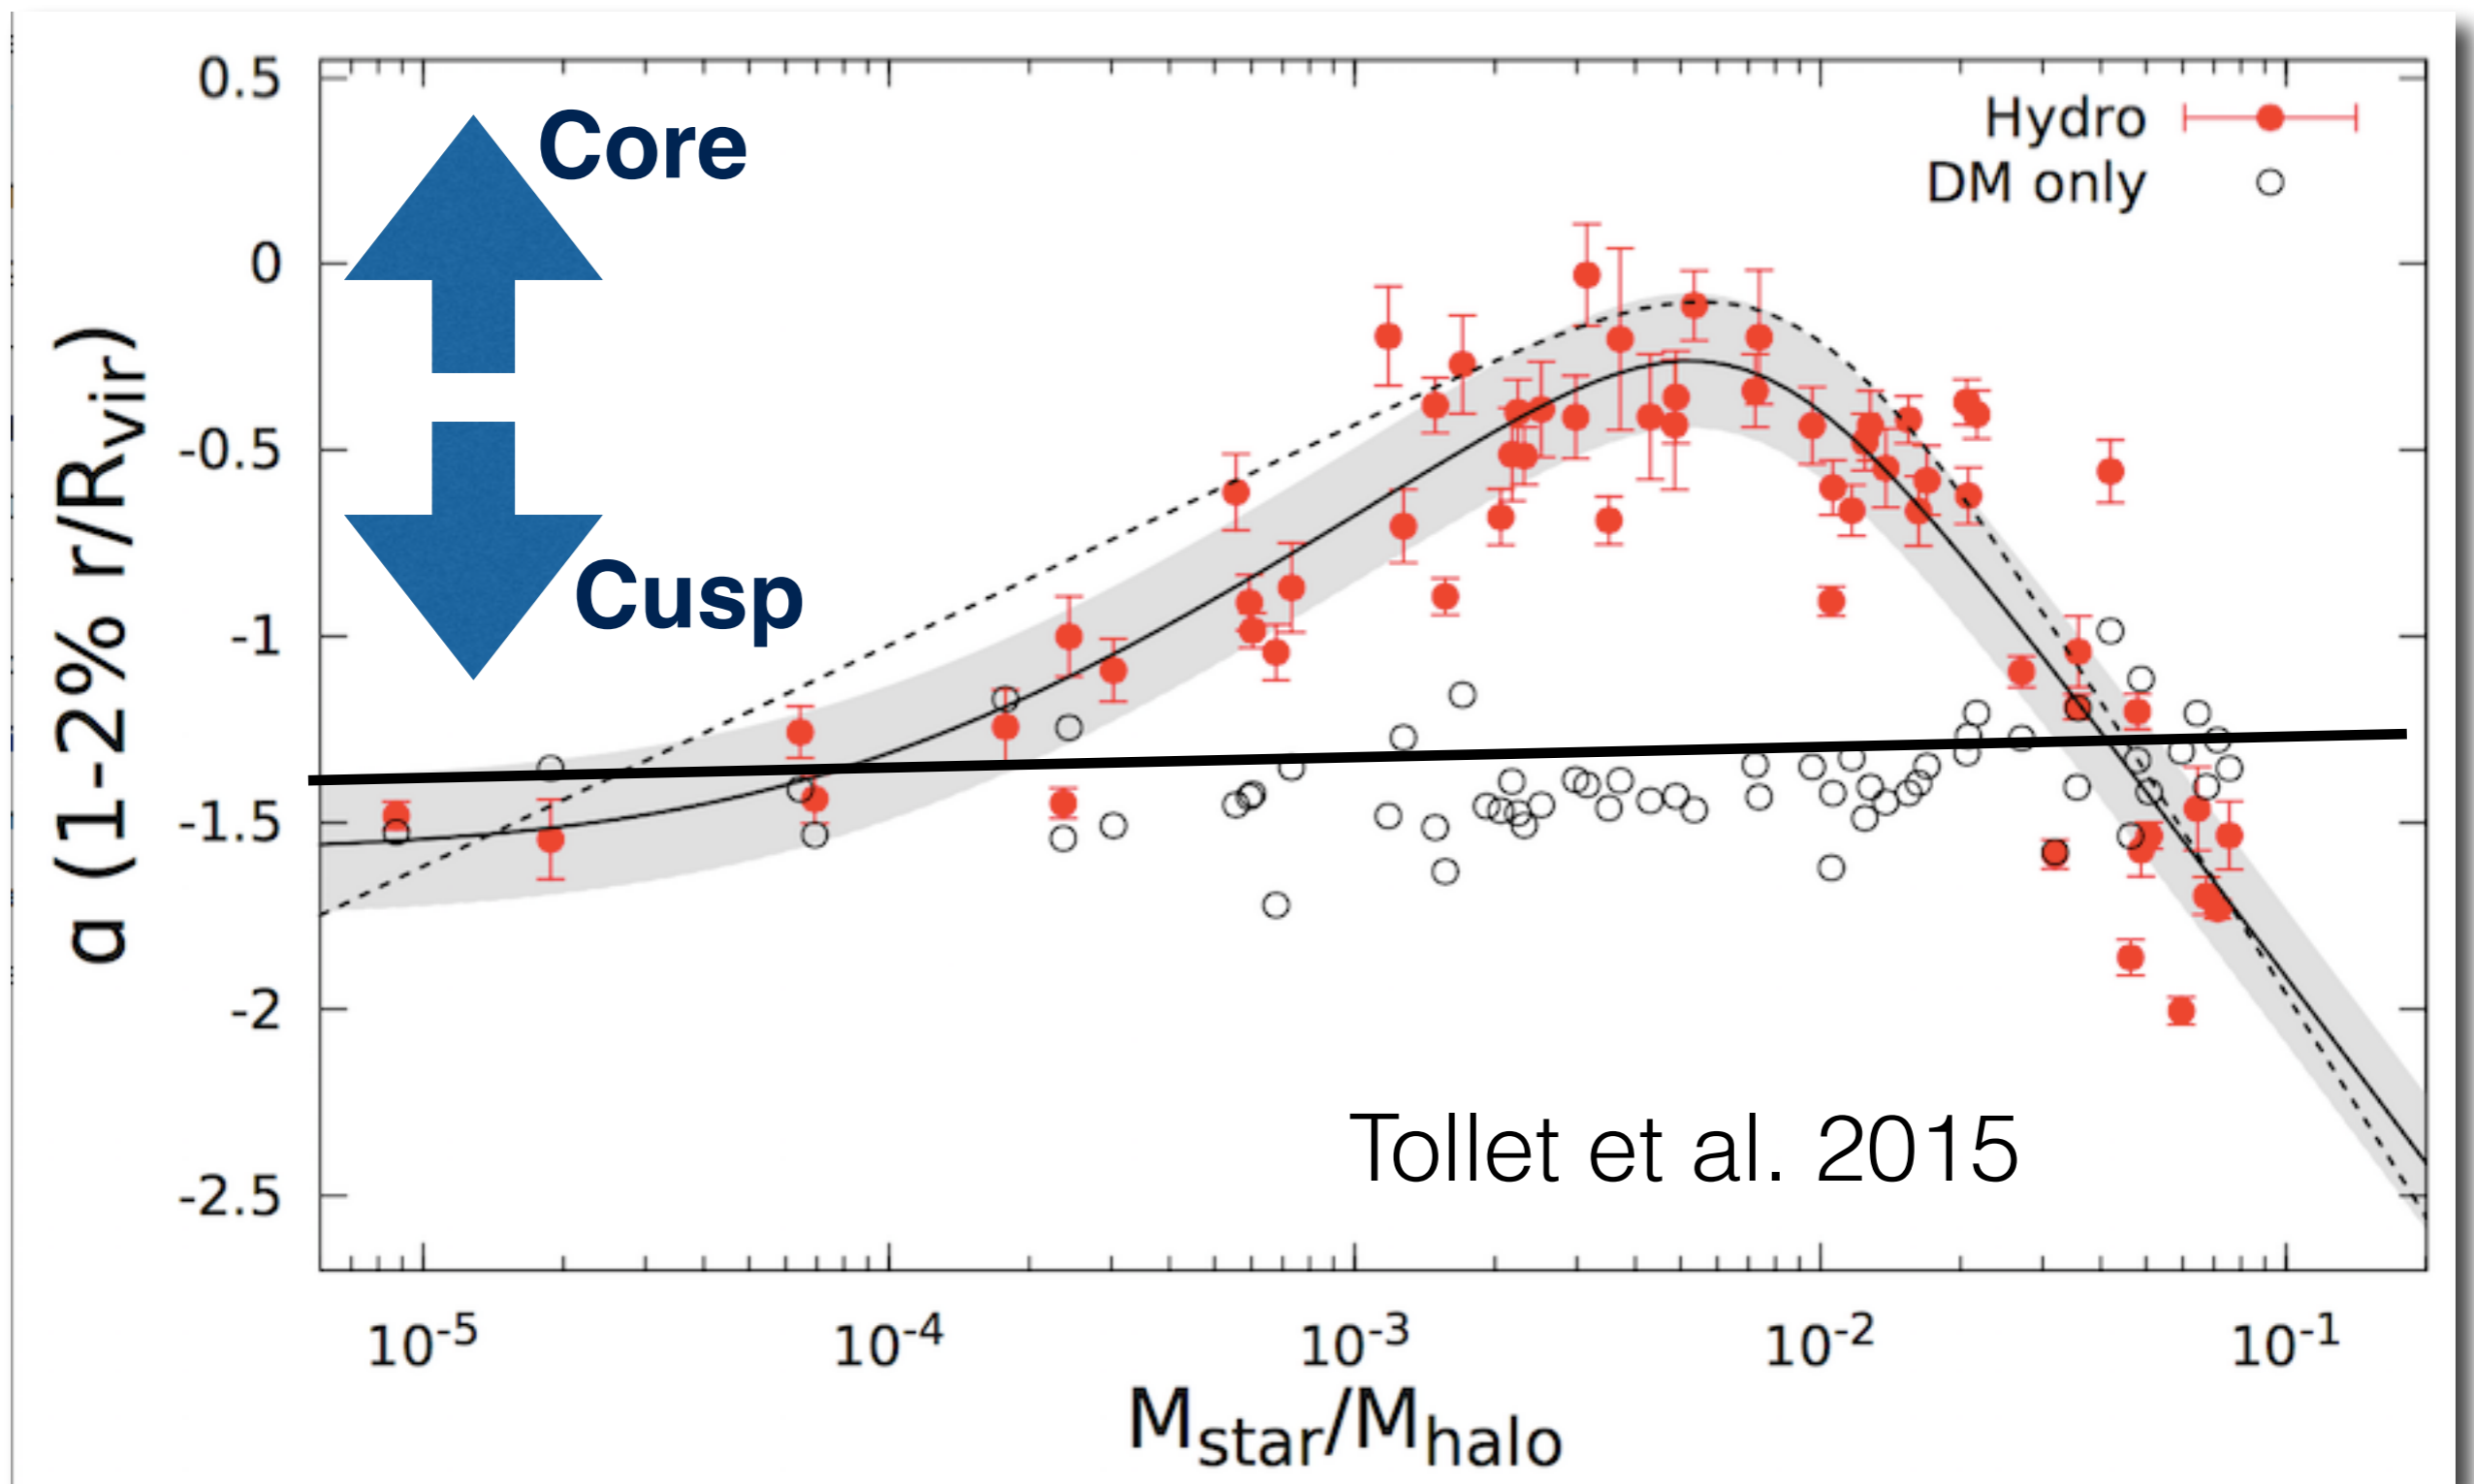 0.5
0
-0.5
-1
-1.5
-2
-2.5
α (1-2% r/Rvir)
Core
Cusp
Hydro
DM only
Tollet et al. 2015
10-5
10-4
10-3
10-2
10-1
Mstar/Mhalo